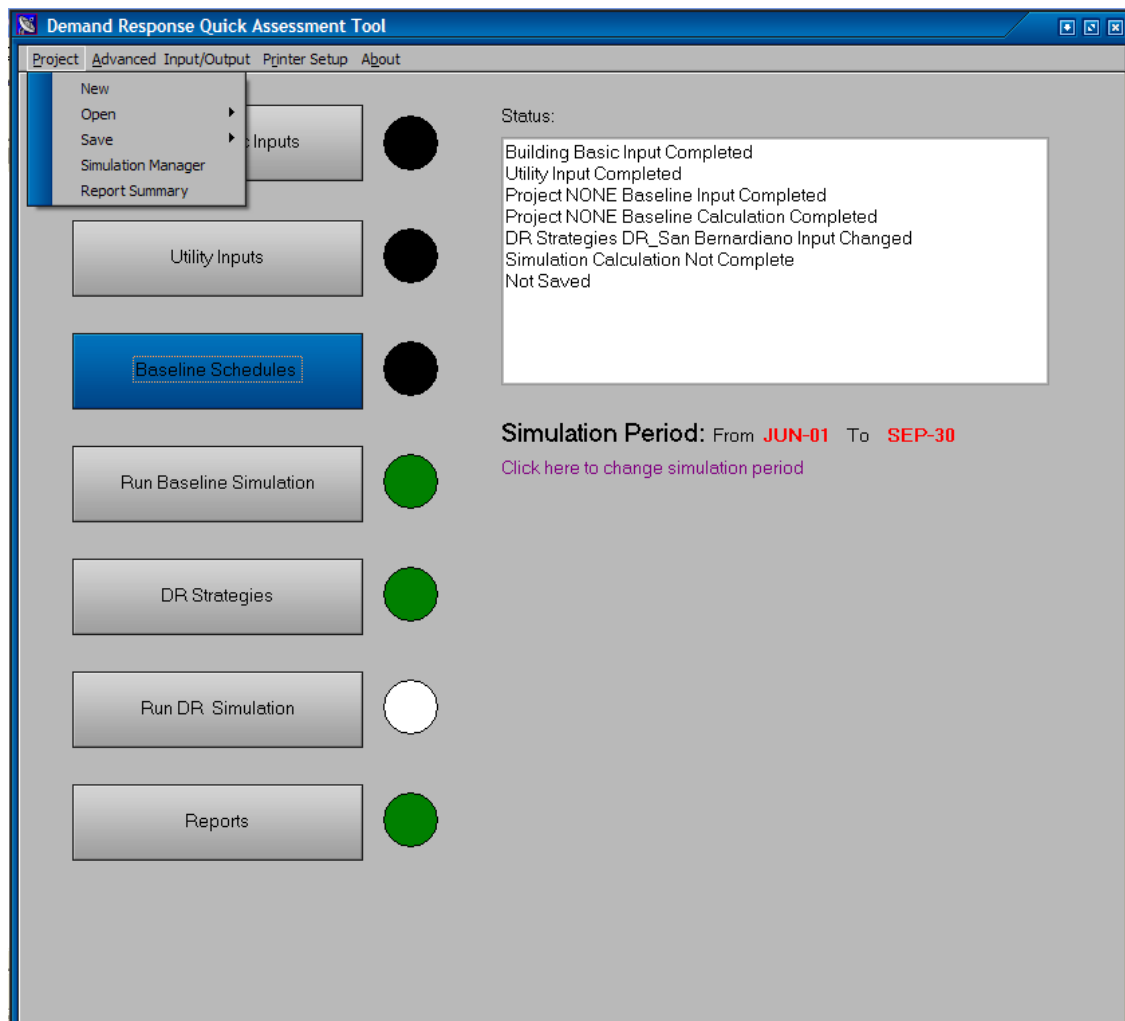 Demand Response Quick Assessment Tool
Project Advanced Input/Output Printer Setup About
New
Open
Save
Simulation Manager
Report Summary
Inputs
Utility Inputs
Baseline Schedules
Run Baseline Simulation
DR Strategies
Run DR Simulation
Reports
Status:
Building Basic Input Completed
Utility Input Completed
Project NONE Baseline Input Completed
Project NONE Baseline Calculation Completed
DR Strategies DR_San Bernardiano Input Changed
Simulation Calculation Not Complete
Not Saved
Simulation Period: From JUN-01 To SEP-30
Click here to change simulation period